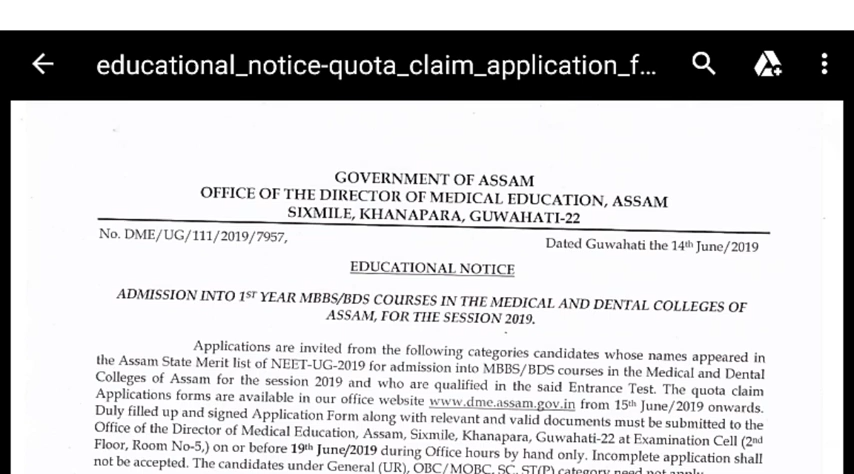 educational_notice-quota_claim_application_f...
GOVERNMENT OF ASSAM
OFFICE OF THE DIRECTOR OF MEDICAL EDUCATION, ASSAM
SIXMILE, KHANAPARA, GUWAHATI-22
No. DME/UG/111/2019/7957,
Dated Guwahati the 14th June/2019
EDUCATIONAL NOTICE
ADMISSION INTO 1ST YEAR MBBS/BDS COURSES IN THE MEDICAL AND DENTAL COLLEGES OF
ASSAM, FOR THE SESSION 2019.
Applications are invited from the following categories candidates whose names appeared in
the Assam State Merit list of NEET-UG-2019 for admission into MBBS/BDS courses in the Medical and Dental
Colleges of Assam for the session 2019 and who are qualified in the said Entrance Test. The quota claim
Applications forms are available in our office website www.dme.assam.gov.in from 15th June/2019 onwards.
Duly filled up and signed Application Form along with relevant and valid documents must be submitted to the
Office of the Director of Medical Education, Assam, Sixmile, Khanapara, Guwahati-22 at Examination Cell (2nd
Floor, Room No-5,) on or before 19th June/2019 during Office hours by hand only. Incomplete application shall
not be accepted. The candidates under General (UR), OBC/MOBC, SC, ST(P) category need not apply